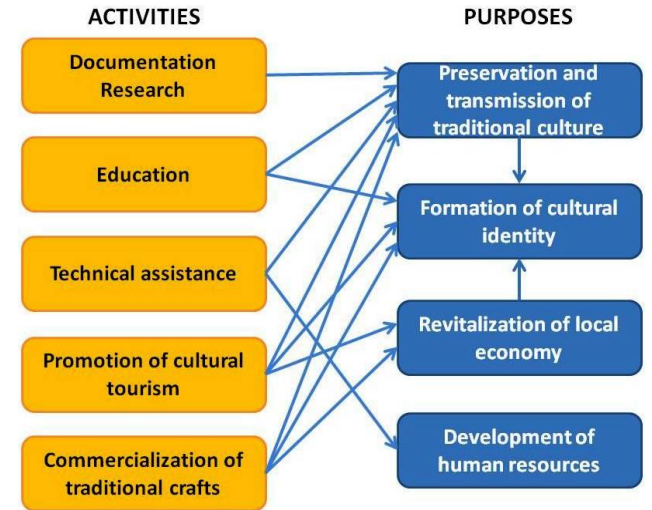 ACTIVITIES
Documentation
Research
Education
Technical assistance
Promotion of cultural
tourism
Commercialization of
traditional crafts
PURPOSES
Preservation and
transmission of
traditional culture
Formation of cultural
identity
Revitalization of local
economy
Development of
human resources